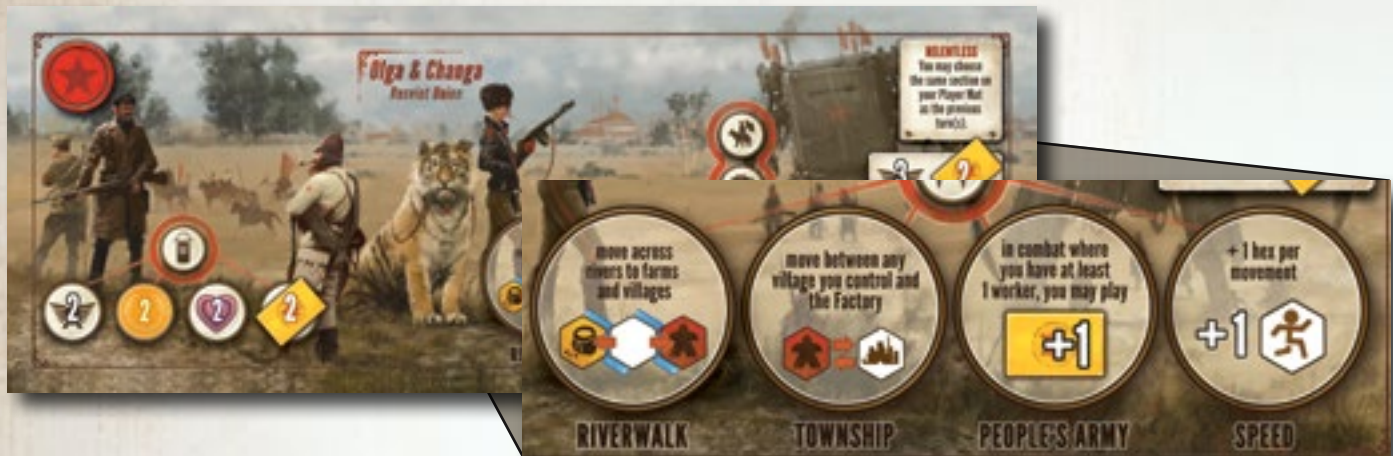 Olga & Changa
Rusviet Union
RELENTLESS
You may choose
the same section on
your Player Mat
as the previous
turn(s).
2
2
2
2
2
2
move across
rivers to farms
and villages
move between any
village you control and
the Factory
in combat where
you have at least
1 worker, you may play
+1
+ 1 hex per
movement
+1
RIVERWALK
TOWNSHIP
PEOPLE'S ARMY
SPEED